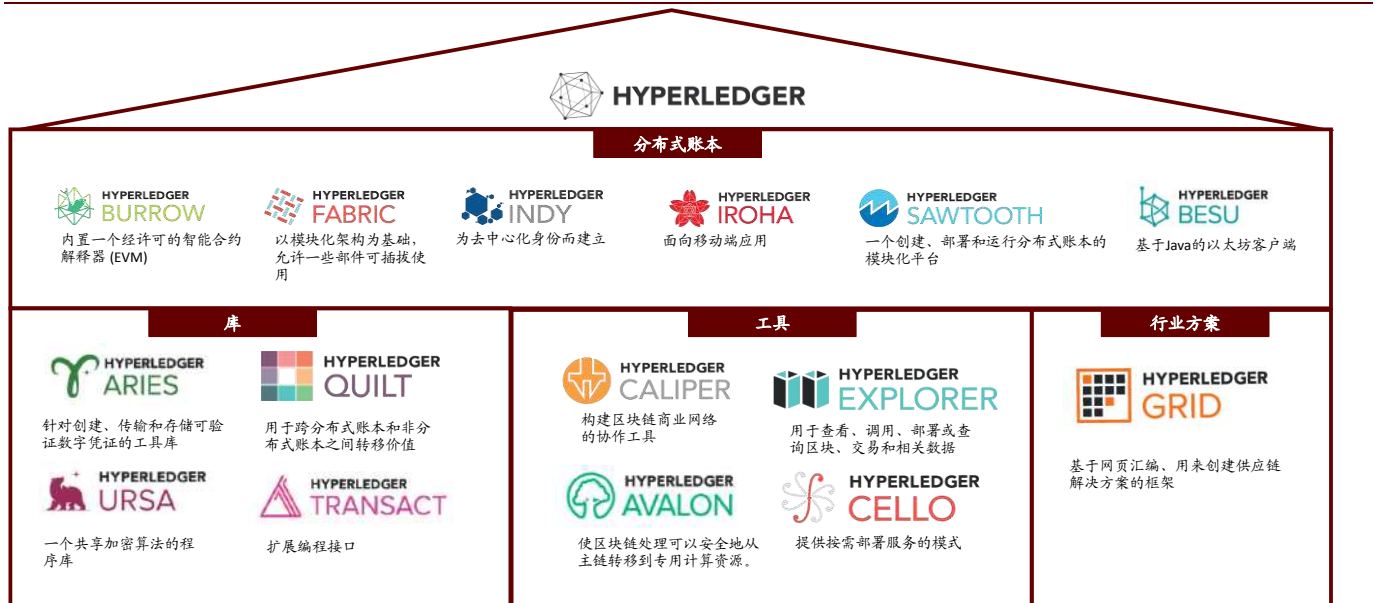 HYPERLEDGER
分布式账本
HYPERLEDGER
BURROW
内置一个经许可的智能合约
解释器 (EVM)
HYPERLEDGER
FABRIC
以模块化架构为基础，
允许一些部件可插拔使
用
HYPERLEDGER
INDY
为去中心化身份而建立
HYPERLEDGER
IROHA
面向移动端应用
HYPERLEDGER
SAWTOOTH
一个创建、部署和运行分布式账本的
模块化平台
HYPERLEDGER
BESU
基于Java的以太坊客户端
库
HYPERLEDGER
ARIES
针对创建、传输和存储可验
证数字凭证的工具库
HYPERLEDGER
QUILT
用于跨分布式账本和非分
布式账本之间转移价值
HYPERLEDGER
URSA
一个共享加密算法的程
序库
HYPERLEDGER
TRANSACT
扩展编程接口
工具
HYPERLEDGER
CALIPER
构建区块链商业网络
的协作工具
HYPERLEDGER
EXPLORER
用于查看、调用、部署或查
询区块、交易和相关数据
HYPERLEDGER
AVALON
使区块链处理可以安全地从
主链转移到专用计算资源。
HYPERLEDGER
CELLO
提供按需部署服务的模式
行业方案
HYPERLEDGER
GRID
基于网页汇编、用来创建供应链
解决方案的框架